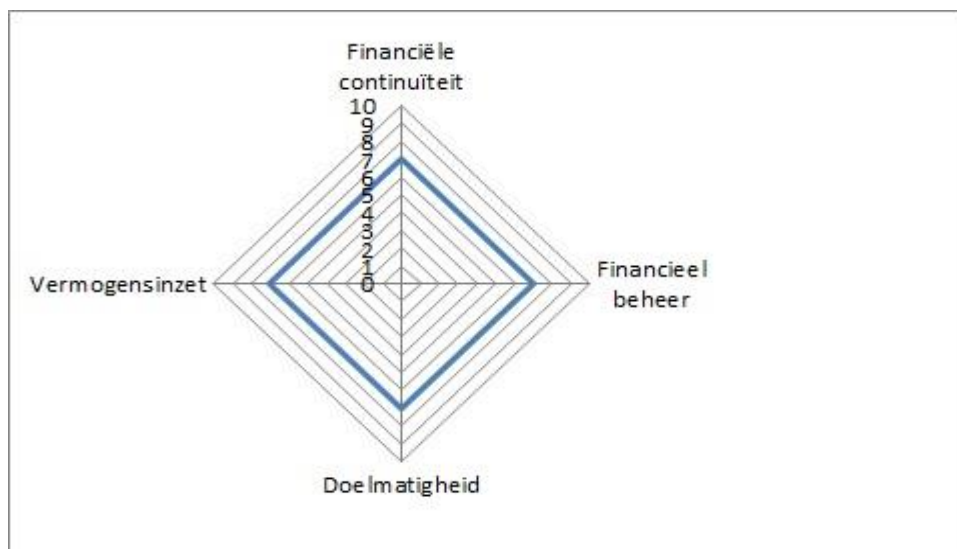 Financiële
continuïteit
10
9
8
7
6
5
4
3
2
1
0
Vermogensinzet
Financieel
beheer
Doelmatigheid